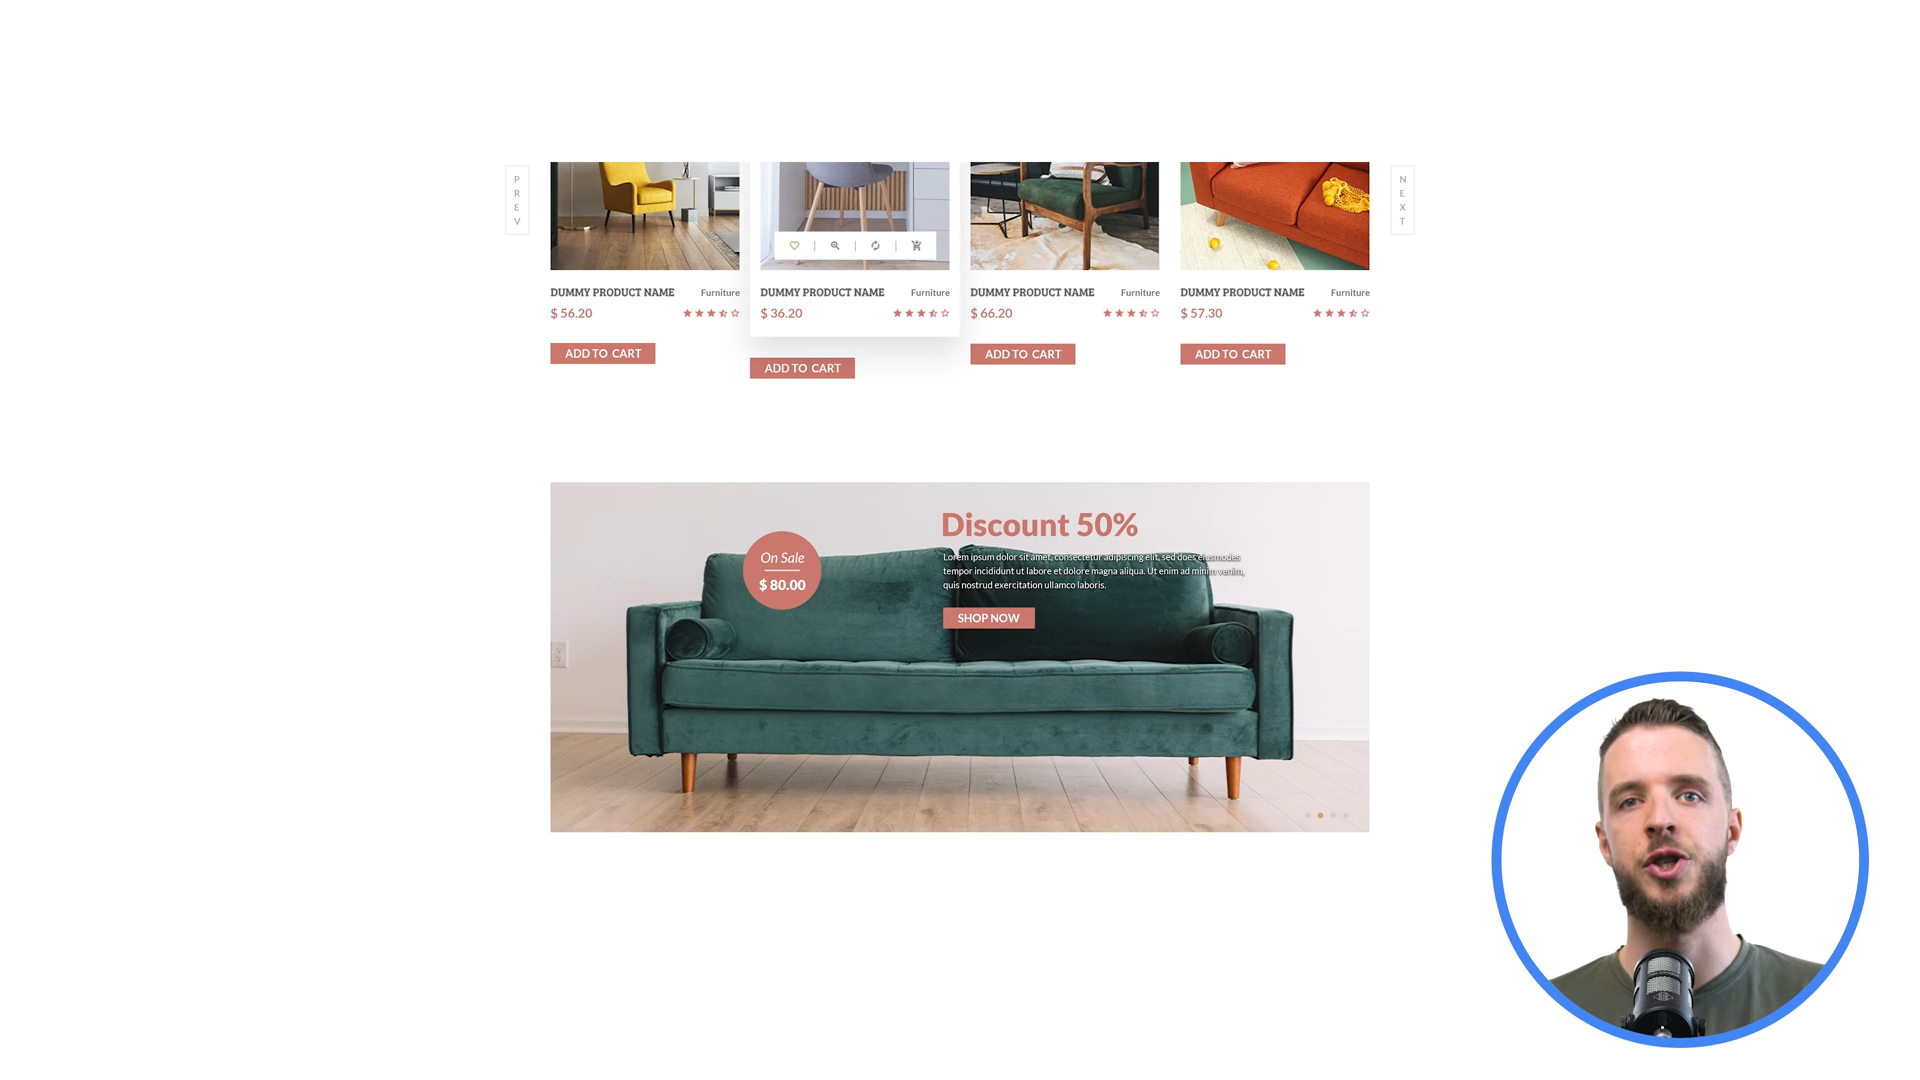 P
R
E
V
N
E
X
T
DUMMY PRODUCT NAME Furniture
$ 56.20
ADD TO CART
DUMMY PRODUCT NAME Furniture
$ 36.20
ADD TO CART
DUMMY PRODUCT NAME Furniture
$ 66.20
ADD TO CART
DUMMY PRODUCT NAME Furniture
$ 57.30
ADD TO CART
On Sale
$ 80.00
Discount 50%
Lorem ipsum dolor sit amet, consectetur adipiscing elit, sed does eiusmodes
tempor incididunt ut labore et dolore magna aliqua. Ut enim ad minim veniim,
quis nostrud exercitation ullamco laboris.
SHOP NOW